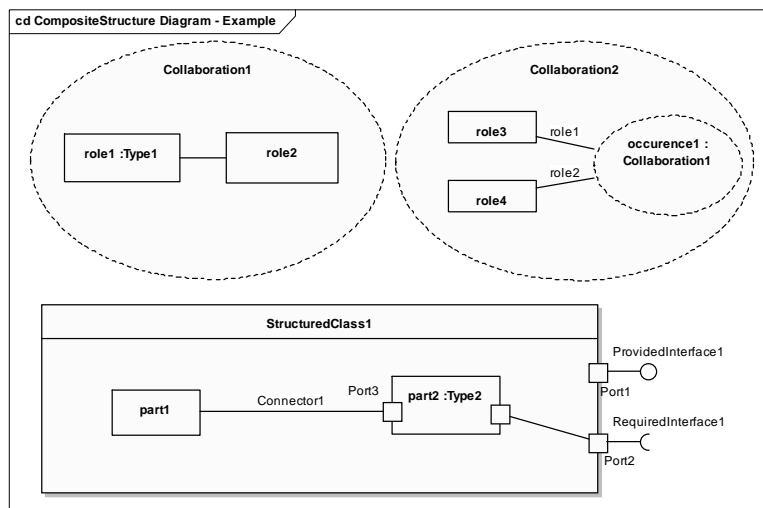 cd CompositeStructure Diagram - Example
Collaboration1
role1 :Type1
role2
Collaboration2
role3
role1
occurence1 :
Collaboration1
role2
role4
StructuredClass1
ProvidedInterface1
Port1
part1
Connector1
Port3
part2 :Type2
RequiredInterface1
Port2